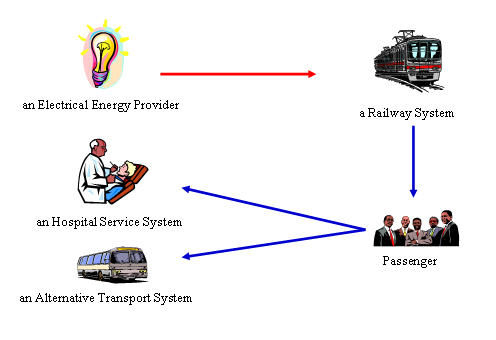 an Electrical Energy Provider
a Railway System
an Hospital Service System
Passenger
an Alternative Transport System